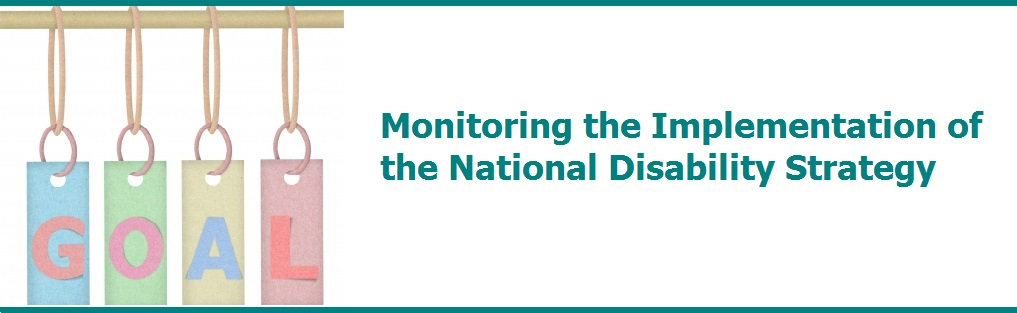 GOAL
Monitoring the Implementation of
the National Disability Strategy